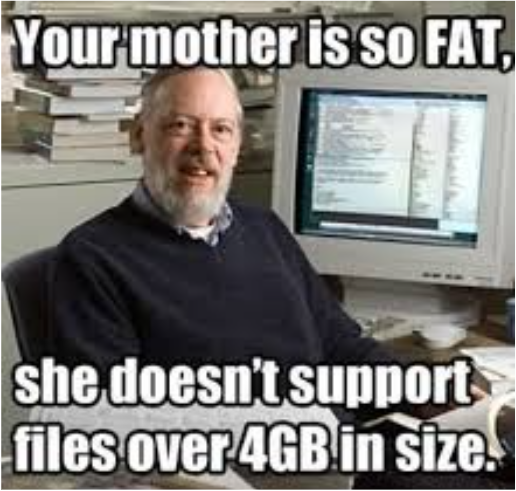 Your mother is so FAT,
she doesn't support
files over 4GB in size.